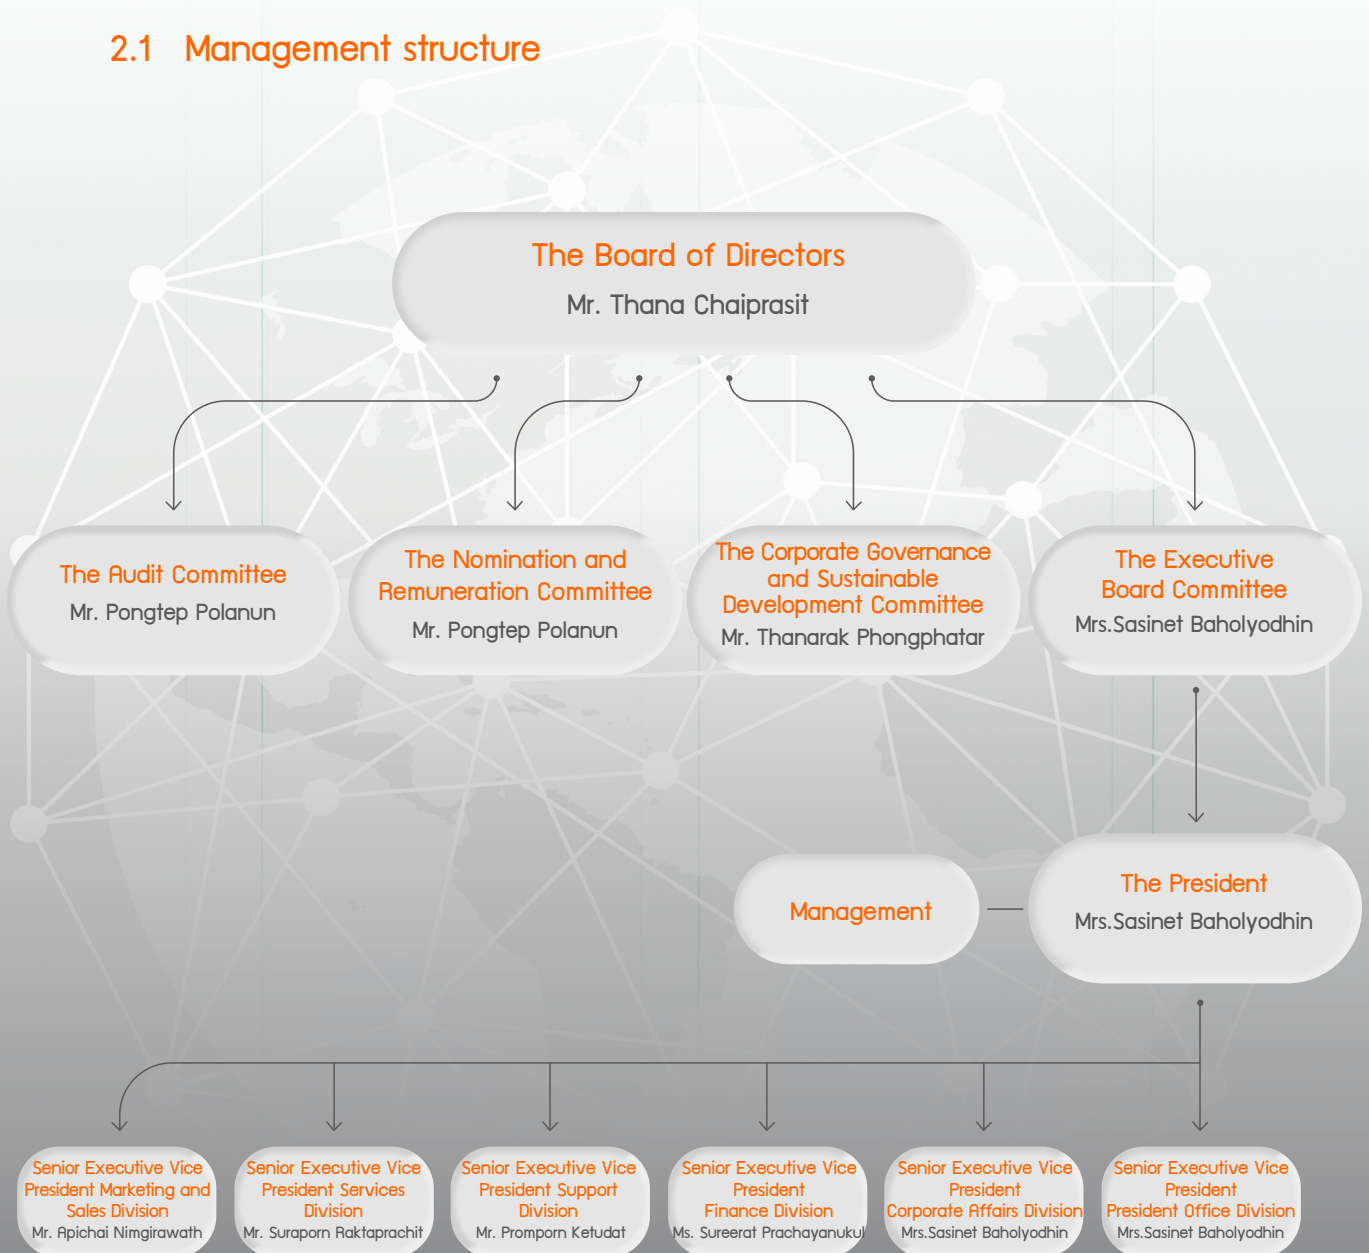 2.1 Management structure
The Board of Directors
Mr. Thana Chaiprasit
The Audit Committee
Mr. Pongtep Polanun
The Nomination and
Remuneration Committee
Mr. Pongtep Polanun
The Corporate Governance
and Sustainable
Development Committee
Mr. Thanarak Phongphatar
The Executive
Board Committee
Mrs.Sasinet Baholyodhin
Management
The President
Mrs.Sasinet Baholyodhin
Senior Executive Vice
President Marketing and
Sales Division
Mr. Apichai Nimgirawath
Senior Executive Vice
President Services
Division
Mr. Suraporn Raktaprachit
Senior Executive Vice
President Support
Division
Mr. Promporn Ketudat
Senior Executive Vice
President
Finance Division
Ms. Sureerat Prachayanukul
Senior Executive Vice
President
Corporate Affairs Division
Mrs.Sasinet Baholyodhin
Senior Executive Vice
President
President Office Division
Mrs.Sasinet Baholyodhin